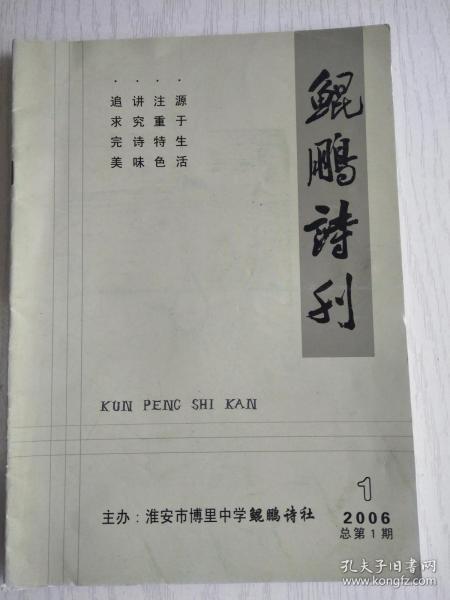 鲲鹏詩刊
源于生活
注重特色
讲究诗味
追求完美
KUN PENG SHI KAN
1
2006
总第1期
主办:淮安市博里中学鲲鹏诗社
孔夫子旧书网
www.kongfz.com